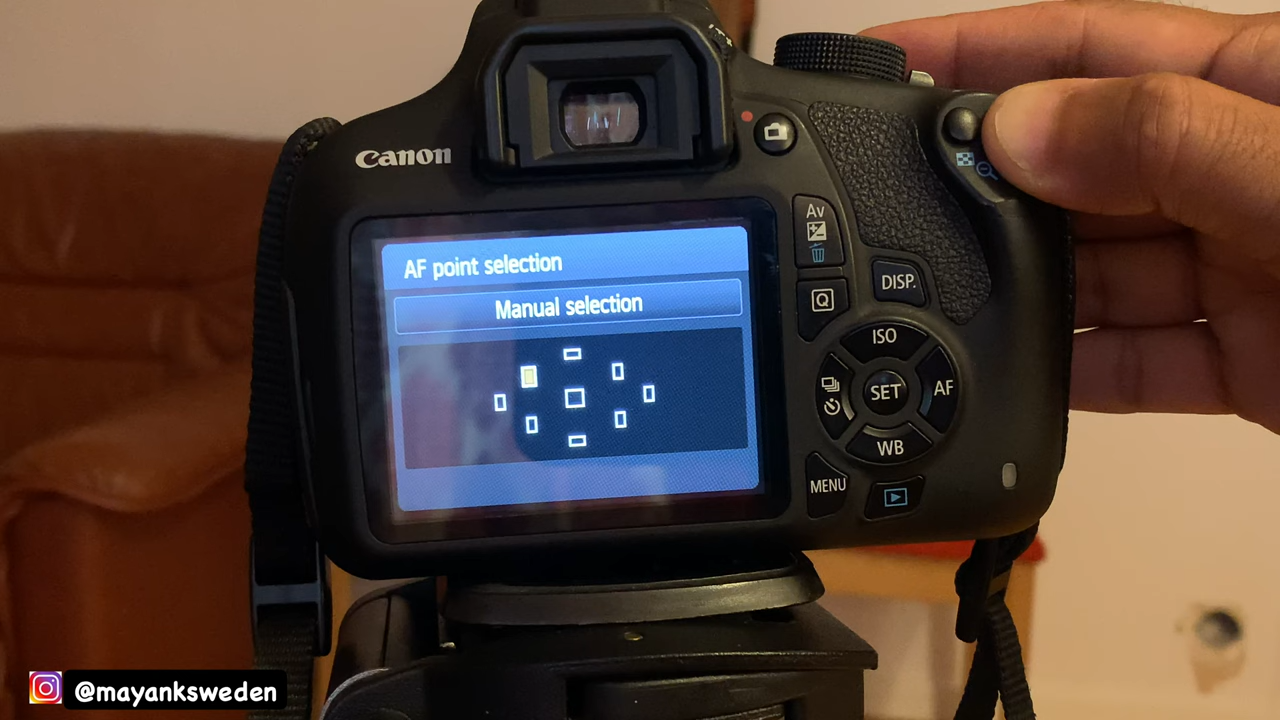 Canon
AF point selection
Manual selection
Av
Q
DISP.
ISO
SET
AF
WB
MENU
@mayanksweden